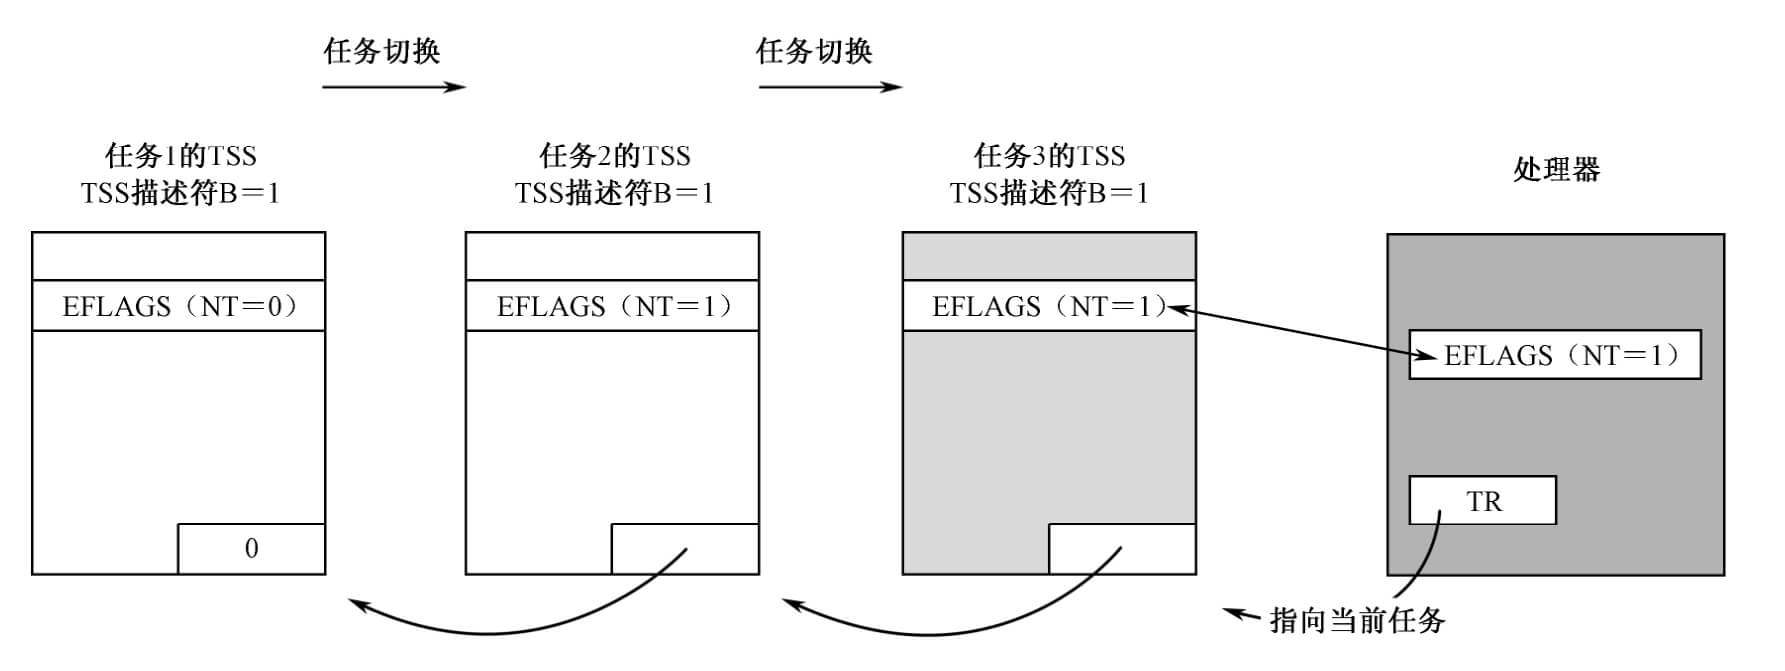 任务切换
任务切换
任务1的TSS
TSS描述符B＝1
任务2的TSS
TSS描述符B＝1
任务3的TSS
TSS描述符B＝1
处理器
EFLAGS（NT＝0）
EFLAGS（NT＝1）
EFLAGS（NT＝1）
EFLAGS（NT＝1）
TR
0
指向当前任务